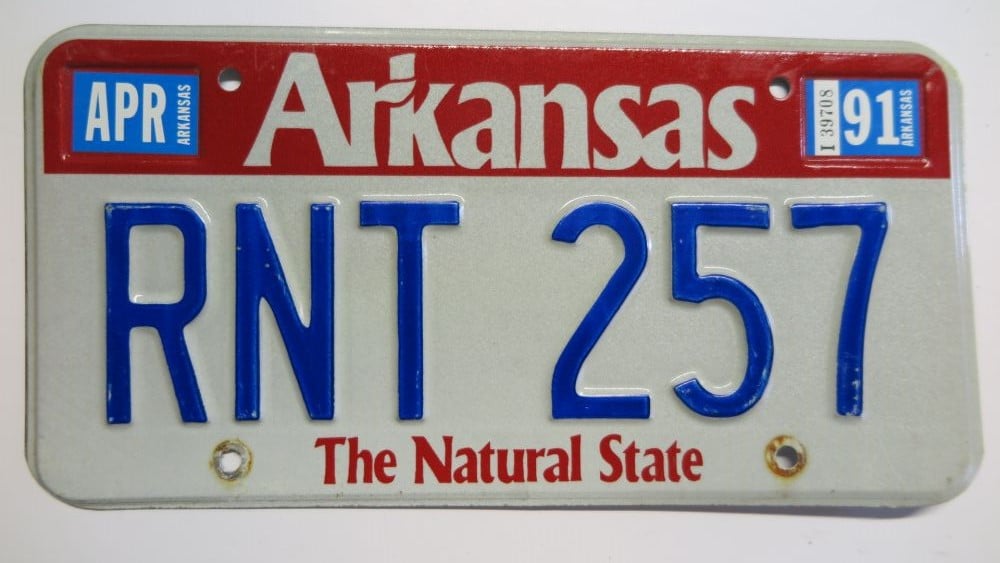 APR ARKANSAS
Arkansas
I 39708 91 ARKANSAS
RNT 257
The Natural State